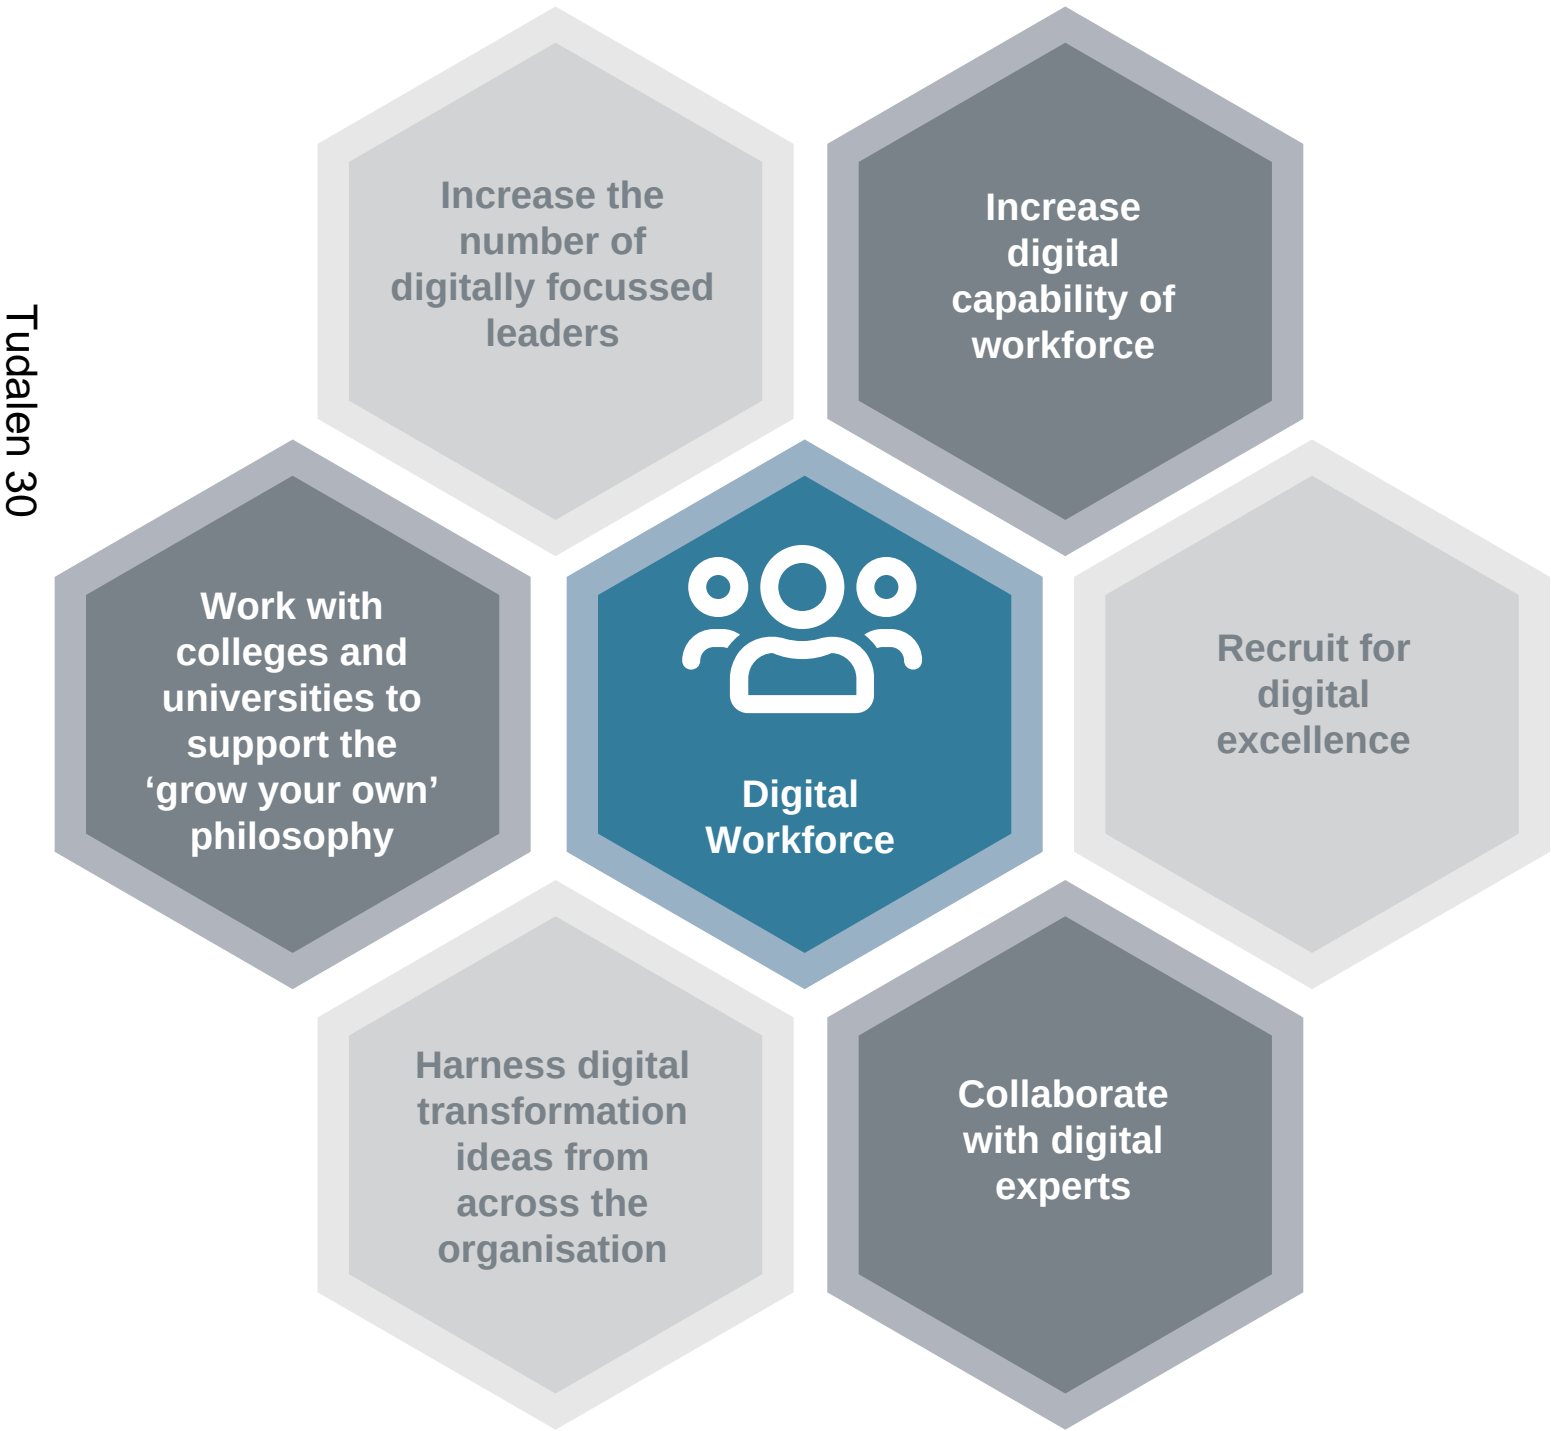 Increase the
number of
digitally focussed
leaders
Increase
digital
capability of
workforce
Tudalen 30
Work with
colleges and
universities to
support the
‘grow your own’
philosophy
Digital
Workforce
Recruit for
digital
excellence
Harness digital
transformation
ideas from
across the
organisation
Collaborate
with digital
experts